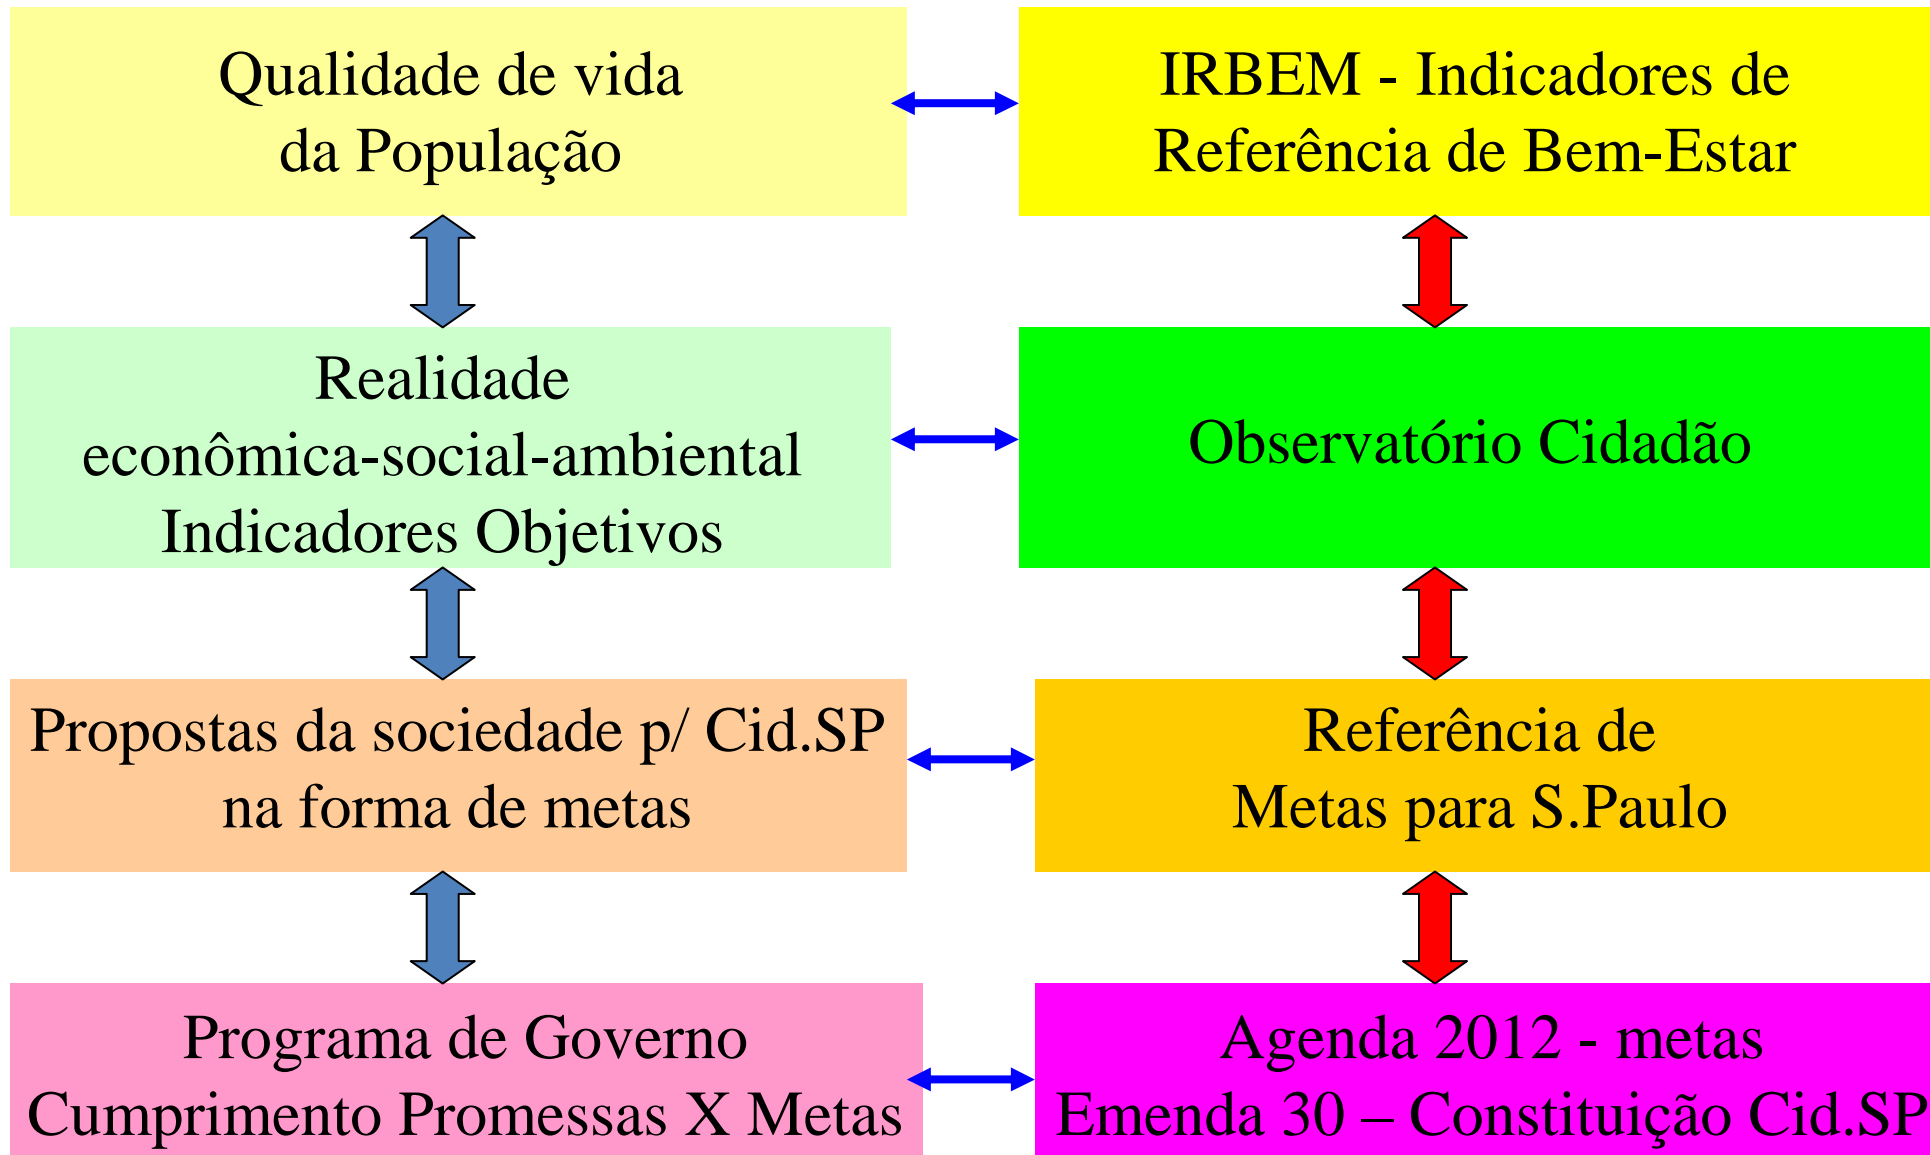 Qualidade de vida
da População
IRBEM - Indicadores de
Referência de Bem-Estar
Realidade
econômica-social-ambiental
Indicadores Objetivos
Observatório Cidadão
Propostas da sociedade p/ Cid.SP
na forma de metas
Referência de
Metas para S.Paulo
Programa de Governo
Cumprimento Promessas X Metas
Agenda 2012 - metas
Emenda 30 – Constituição Cid.SP